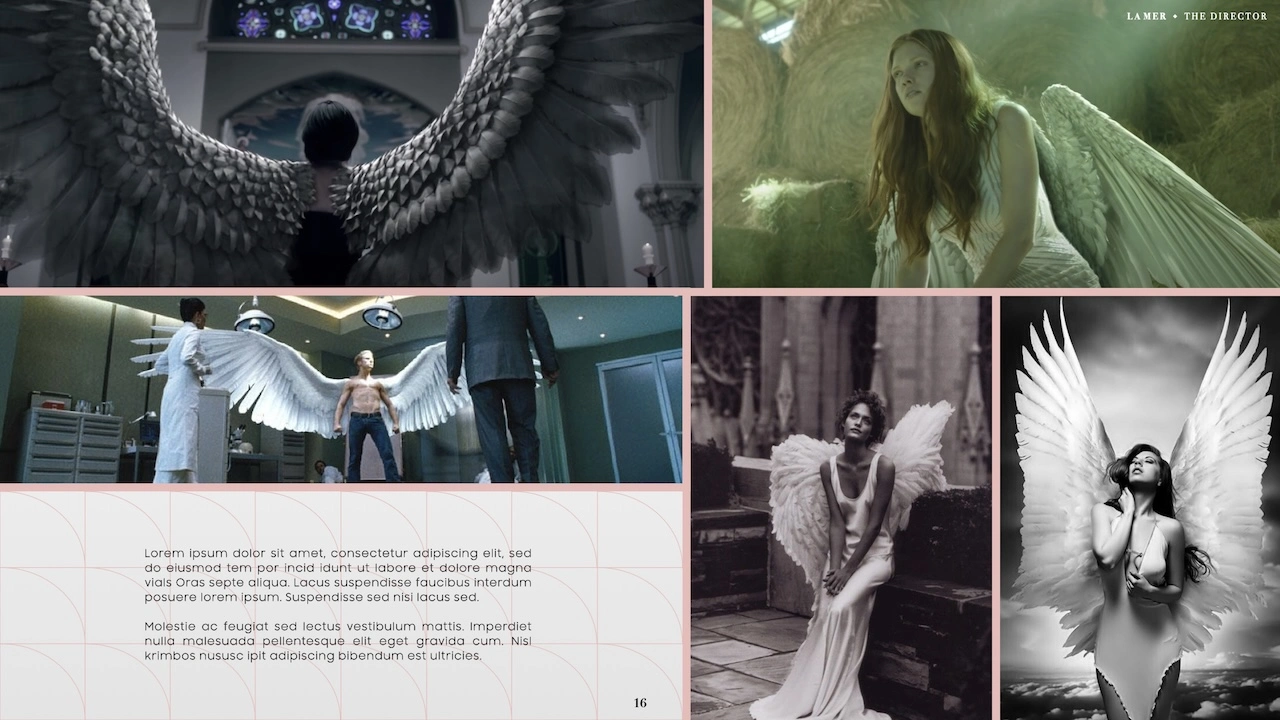 LA MER + THE DIRECTOR
Lorem ipsum dolor sit amet, consectetur adipiscing elit, sed
do eiusmod tem por incid idunt ut labore et dolore magna
vials Oras septe aliqua. Lacus suspendisse faucibus interdum
posuere lorem ipsum. Suspendisse sed nisi lacus sed.
Molestie ac feugiat sed lectus vestibulum mattis. Imperdiet
nulla malesuada pellentesque elit eget gravida cum. Nisl
krimbos nususc ipit adipiscing bibendum est ultricies.
16